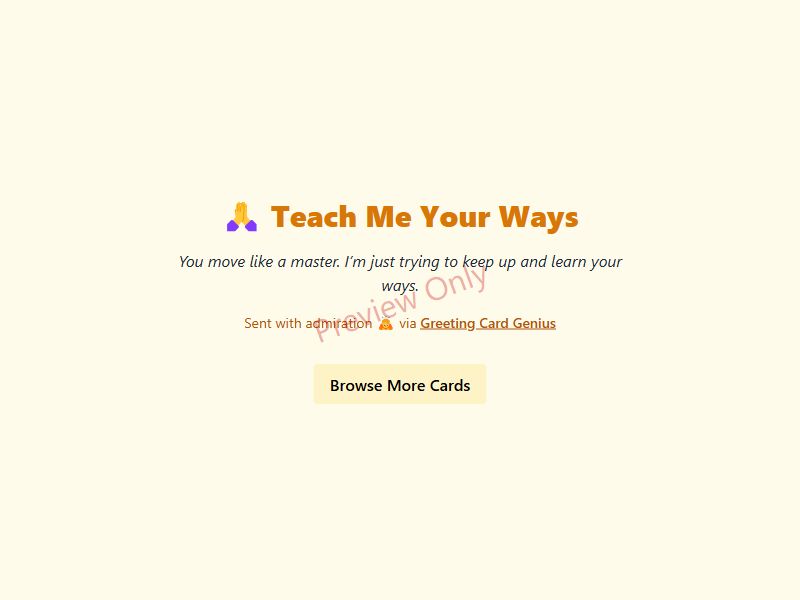 🙏 Teach Me Your Ways
You move like a master. I’m just trying to keep up and learn your
ways.
Preview Only
Sent with admiration 🙇 via Greeting Card Genius
Browse More Cards